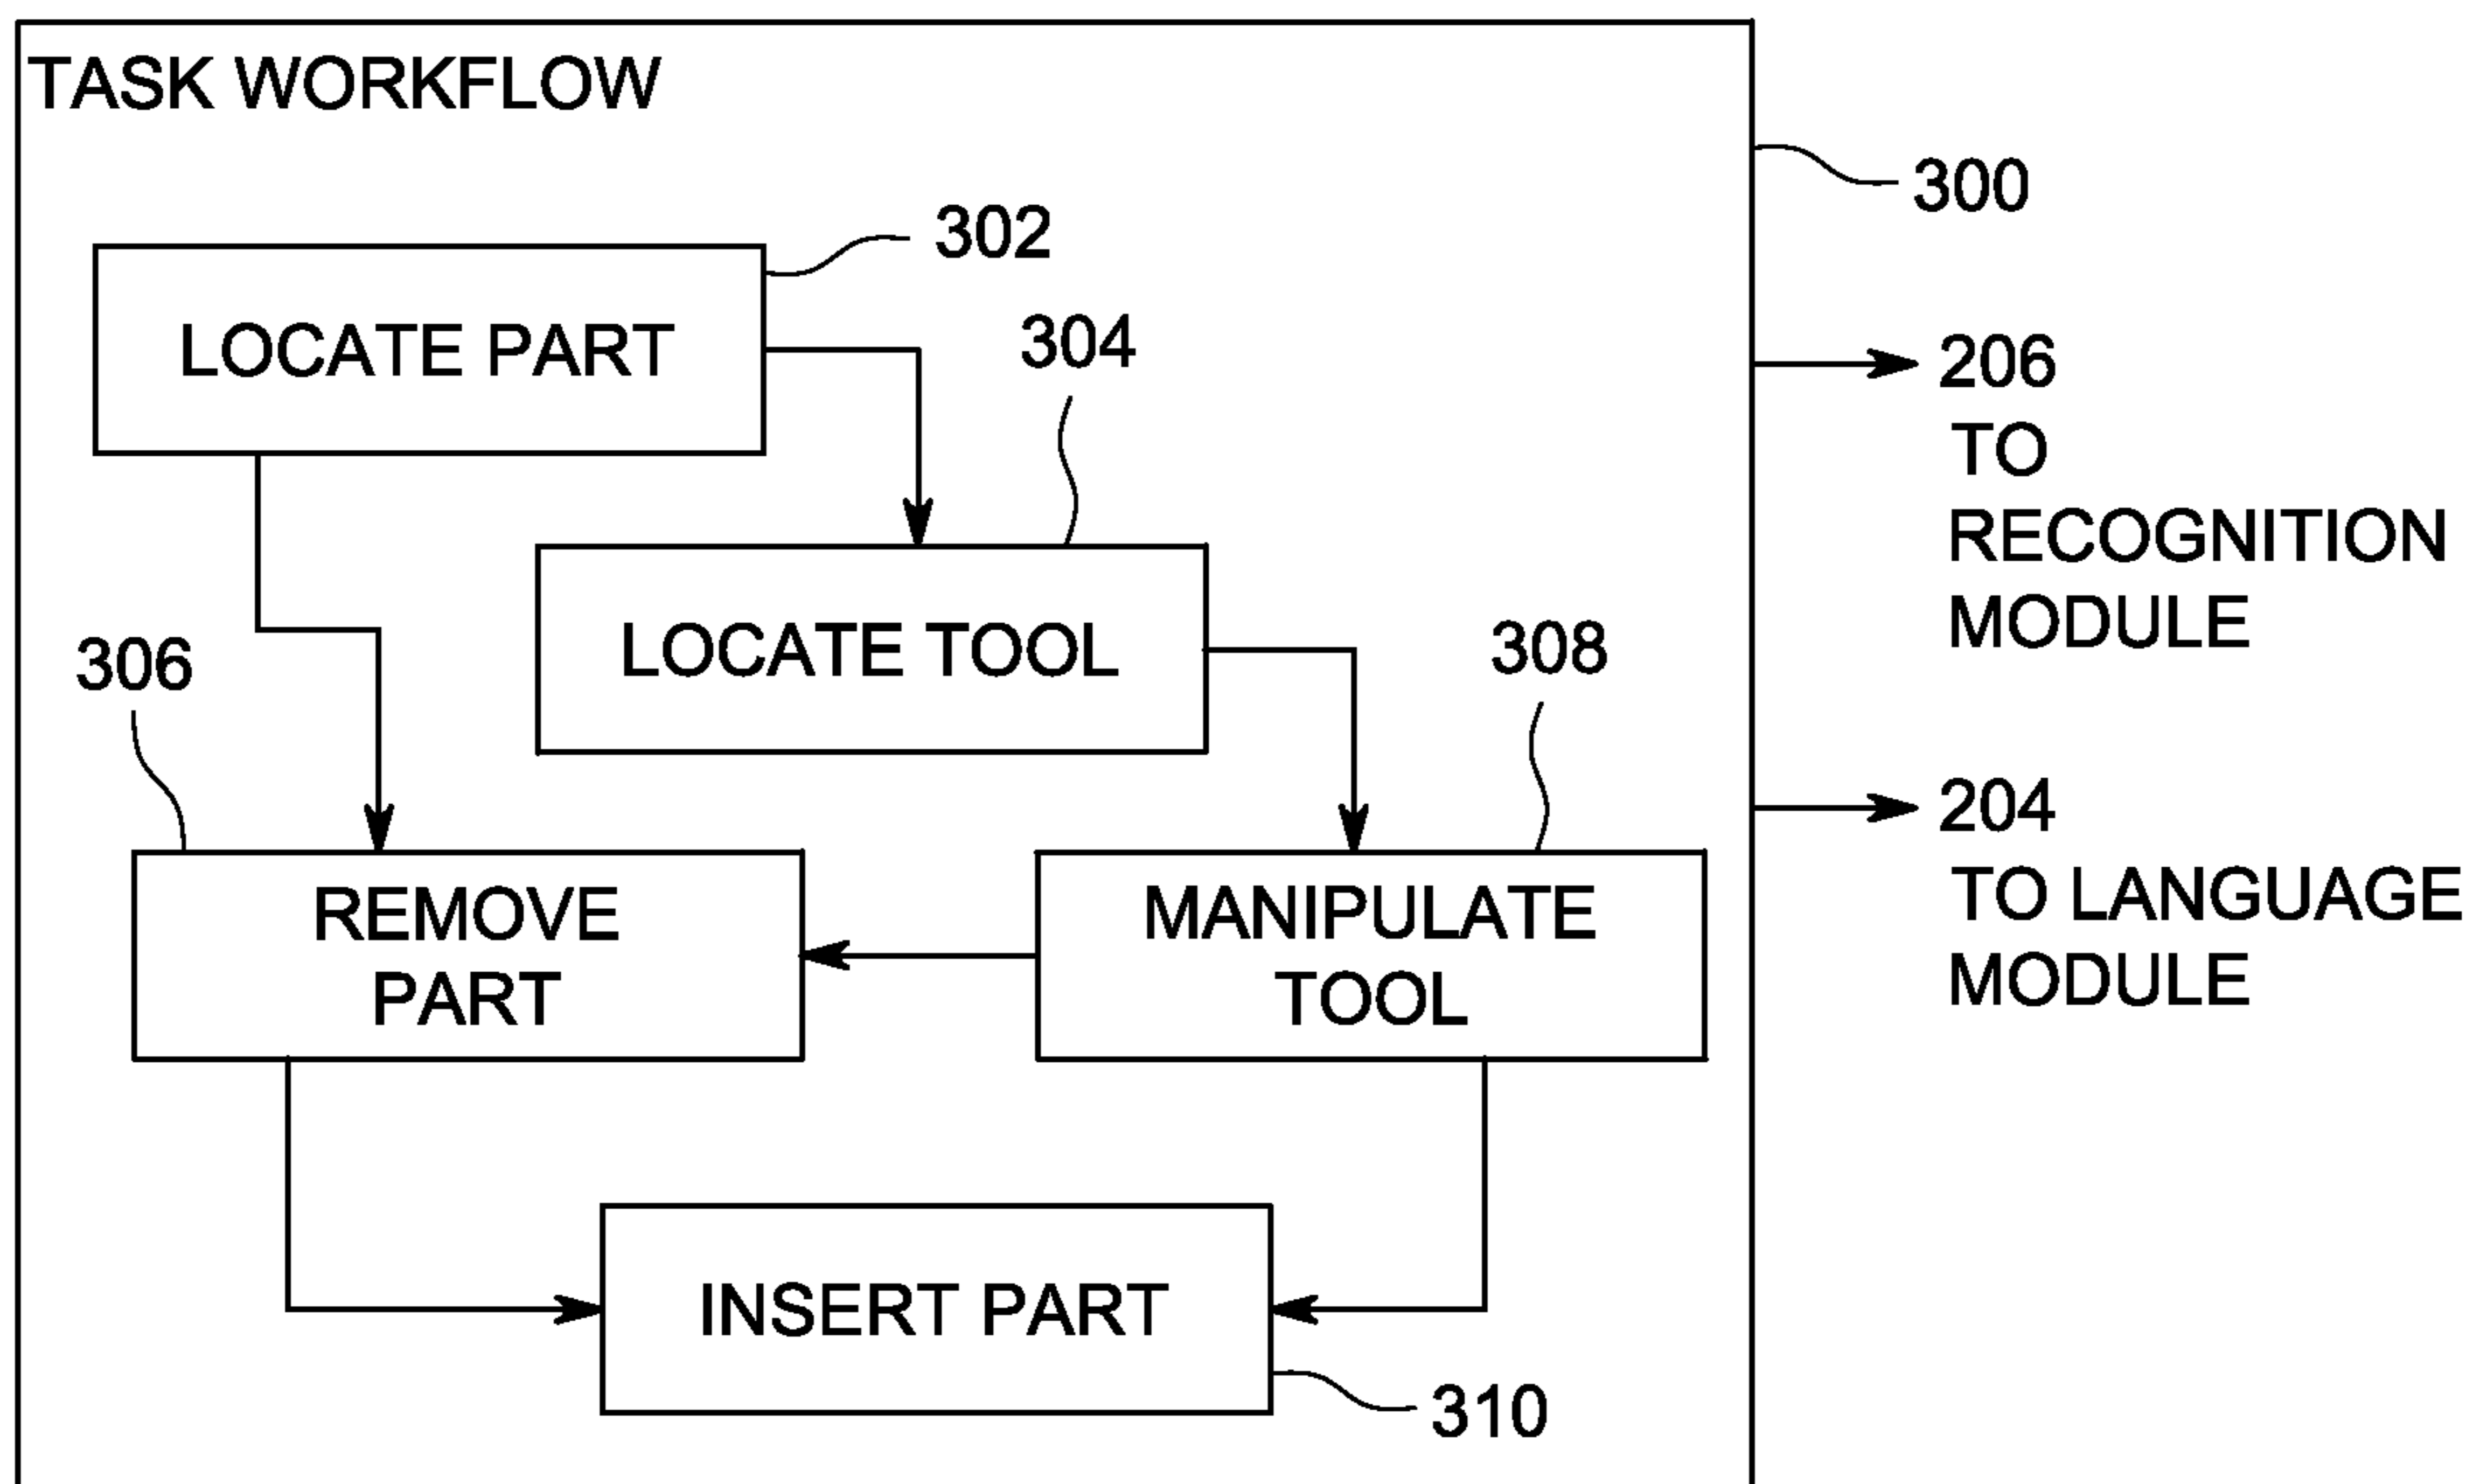 TASK WORKFLOW
300
302
LOCATE PART
304
206
TO
RECOGNITION
MODULE
LOCATE TOOL
306
308
204
TO LANGUAGE
MODULE
REMOVE
PART
MANIPULATE
TOOL
INSERT PART
310